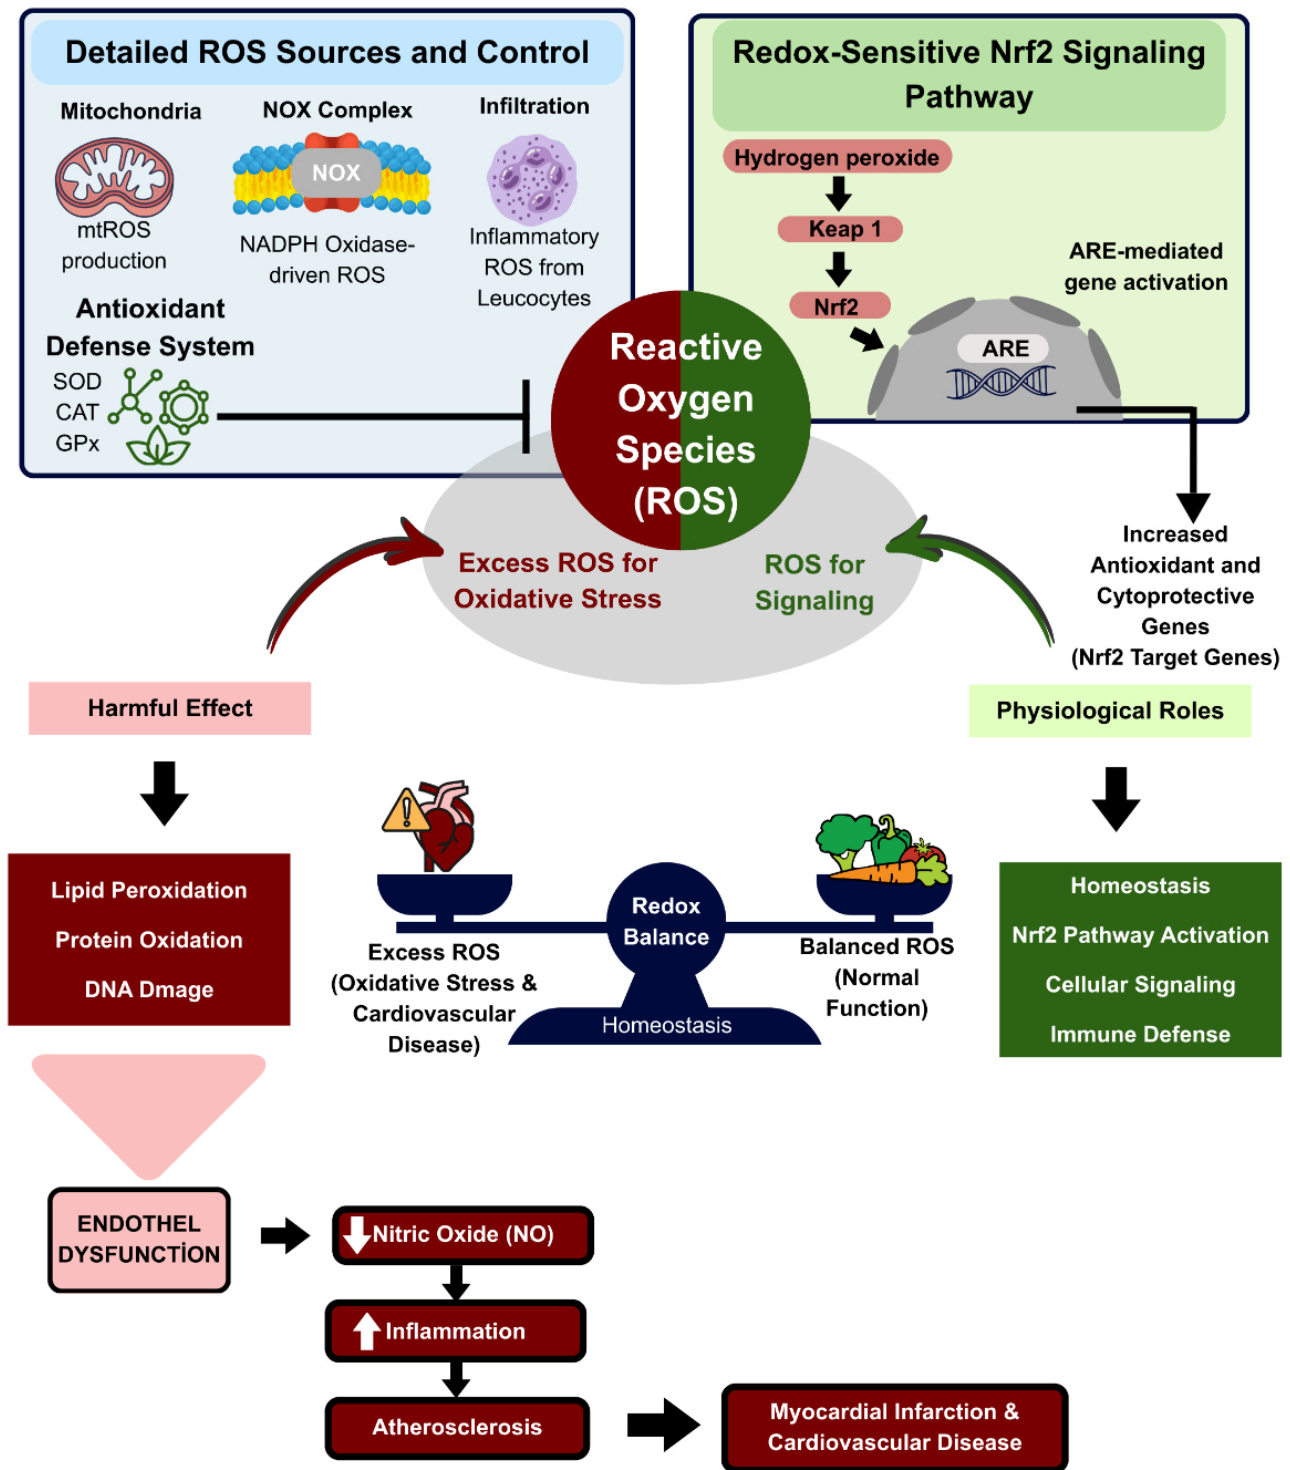 Detailed ROS Sources and Control
Mitochondria
mtROS
production
NOX Complex
NOX
NADPH Oxidase-
driven ROS
Infiltration
Inflammatory
ROS from
Leucocytes
Antioxidant
Defense System
SOD
CAT
GPx
Redox-Sensitive Nrf2 Signaling
Pathway
Hydrogen peroxide
Keap 1
Nrf2
ARE-mediated
gene activation
ARE
Increased
Antioxidant and
Cytoprotective
Genes
(Nrf2 Target Genes)
Reactive
Oxygen
Species
(ROS)
Excess ROS for
Oxidative Stress
ROS for
Signaling
Harmful Effect
Lipid Peroxidation
Protein Oxidation
DNA Dmage
Physiological Roles
Homeostasis
Nrf2 Pathway Activation
Cellular Signaling
Immune Defense
Redox
Balance
Homeostasis
Excess ROS
(Oxidative Stress &
Cardiovascular
Disease)
Balanced ROS
(Normal
Function)
ENDOTHEL
DYSFUNCTİON
Nitric Oxide (NO)
Inflammation
Atherosclerosis
Myocardial Infarction &
Cardiovascular Disease